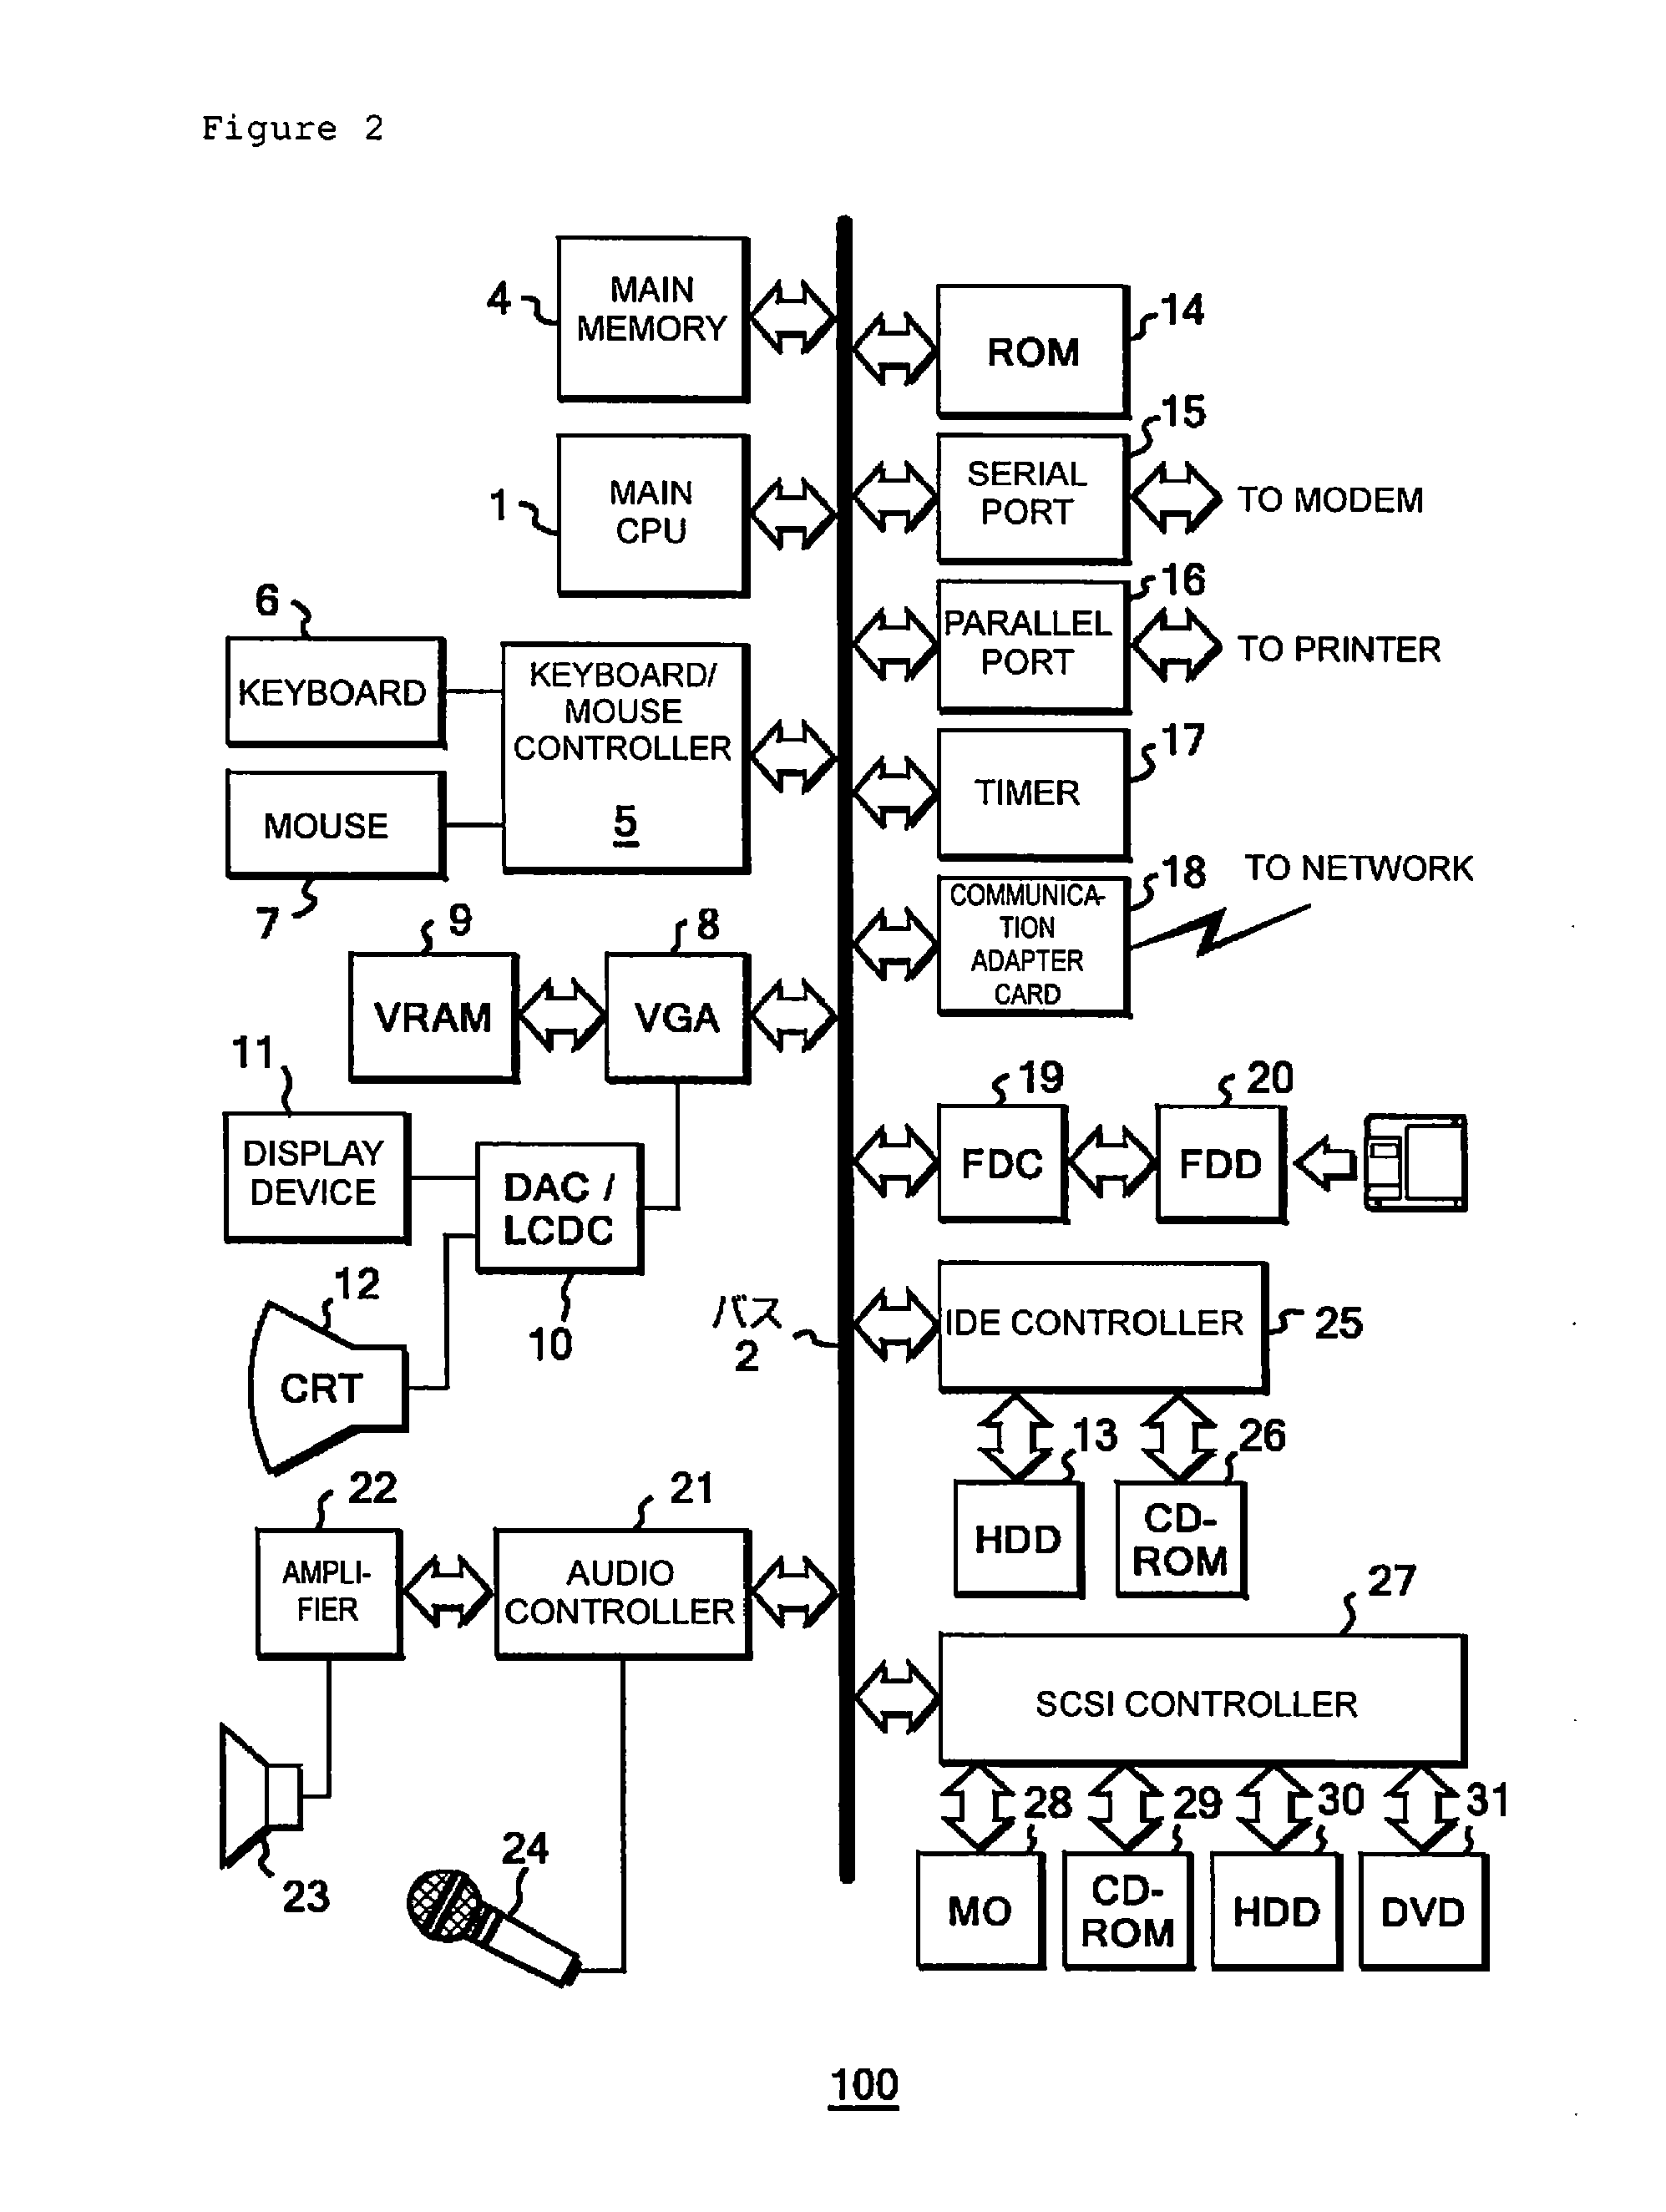 Figure 2
MAIN
MEMORY
4
ROM
14
MAIN
CPU
1
SERIAL
PORT
15
TO MODEM
PARALLEL
PORT
16
TO PRINTER
6
KEYBOARD
KEYBOARD/
MOUSE
CONTROLLER
5
MOUSE
7
TIMER
17
COMMUNICA-
TION
ADAPTER
CARD
18
TO NETWORK
9
VRAM
8
VGA
11
DISPLAY
DEVICE
DAC /
LCDC
10
12
CRT
19
FDC
20
FDD
バス
2
IDE CONTROLLER
25
13
HDD
26
CD-
ROM
22
AMPLI-
FIER
21
AUDIO
CONTROLLER
23
24
27
SCSI CONTROLLER
28
MO
29
CD-
ROM
30
HDD
31
DVD
100